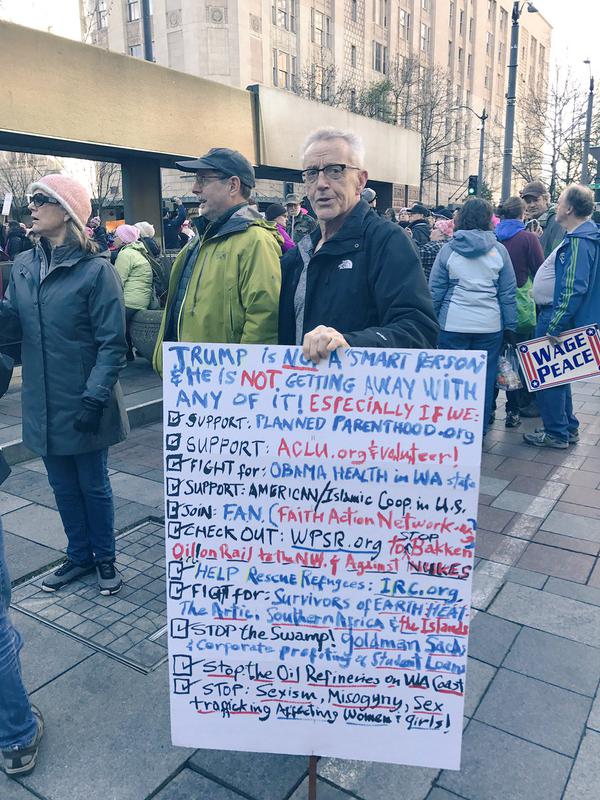 TRUMP is NOT A "SMART PERSON
& HE IS NOT GETTING AWAY WITH
ANY OF IT! ESPECIALLY IF WE:
SUPPORT: PLANNED PARENTHOOD.org
SUPPORT: ACLU.org & volunteer!
FIGHT for: OBAMA HEALTH in WA state
SUPPORT: AMERICAN/Islamic Coop. in U.S.
JOIN: FAN. (FAITH Action Network.org
CHECK OUT: WPSR.org to STOP Bakken
Oil on Rail to the NW. & Against NUKES
HELP Rescue Refugees: IRC.org.
FIGHT FOR: Survivors of EARTH HEAT:
The Artic, Southern Africa & the Islands
STOP the Swamp! Goldman Sachs
& Corporate profiting of Student Loans
Stop the Oil Refineries on WA Coast
STOP: Sexism, Misogyny, Sex
trafficking Affecting Women & girls!
WAGE
PEACE